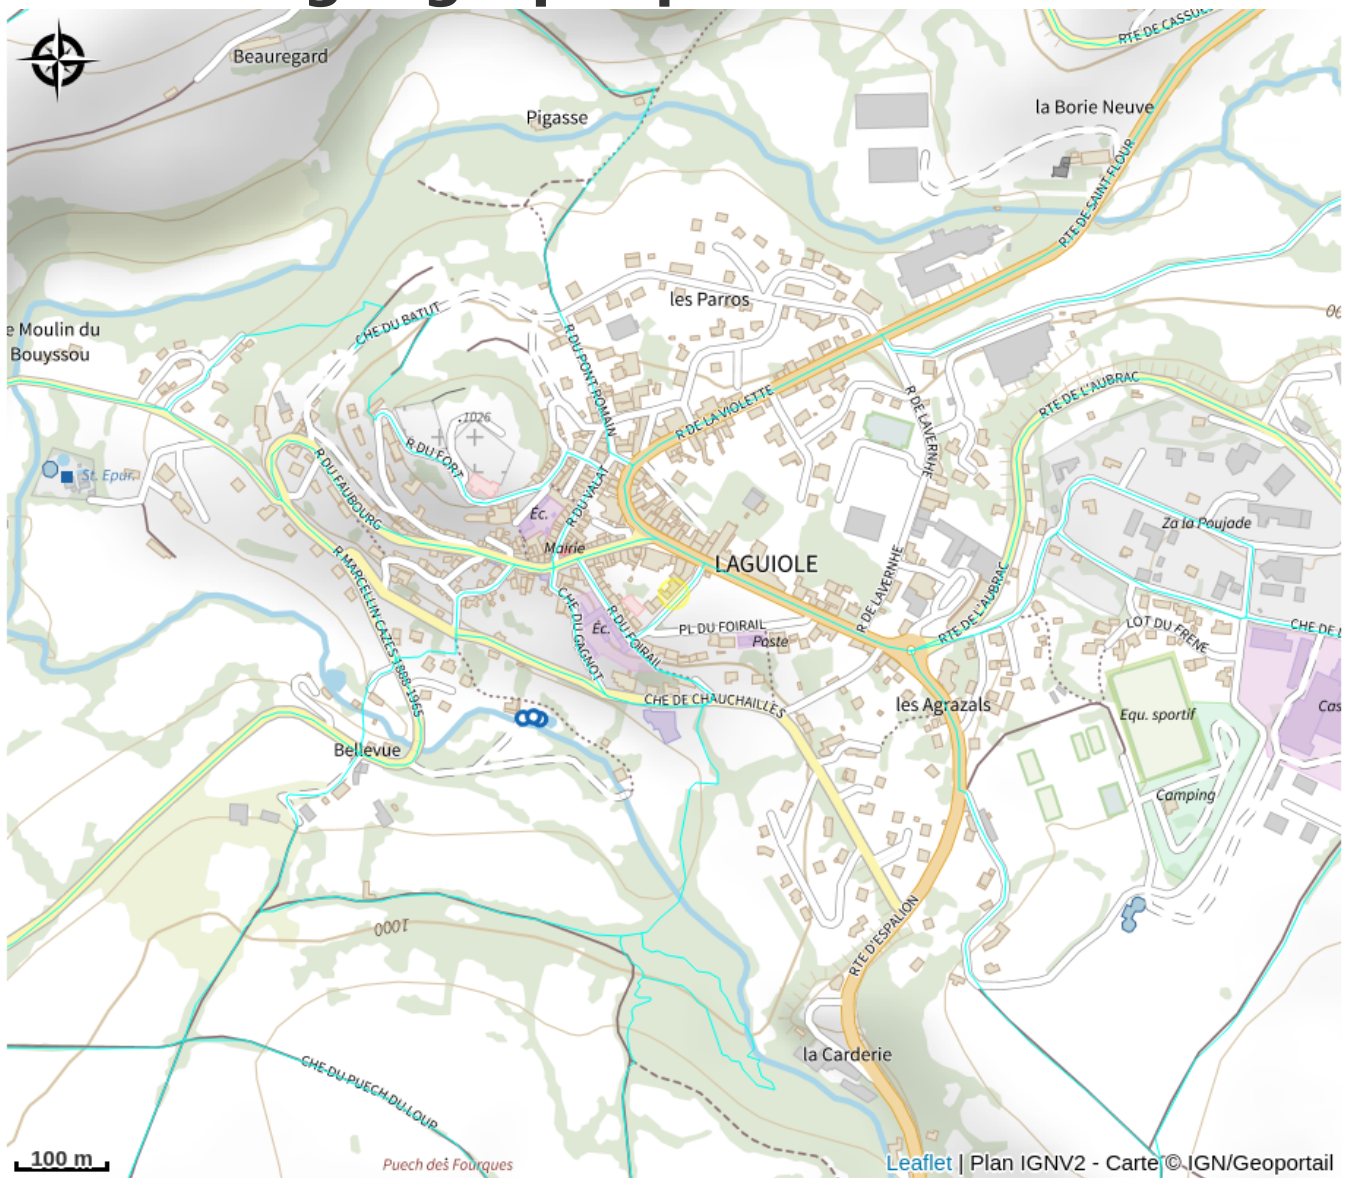 RTE DE CASSUE
Beauregard
la Borie Neuve
Pigasse
RTE DE SAINT FLOUR
les Parros
e Moulin du
Bouyssou
CHE DU BATUT
R DU PONT ROMAIN
RTE DE L'AUBRAC
R DE LA VIOLETTE
R DE LAVERNHE
.1026
R DU FORT
R DU FAUBOURG
St. Epur.
R DU VALAT
Éc.
Za la Poujade
Mairie
LAGUIOLE
R MARCELLIN CAZES 1888-1965
R DE LAVERNHE
RTE DE L'AUBRAC
CHE DU GAGNOT
R DU FOIRAIL
Éc.
PL DU FOIRAIL
Poste
LOT DU FRENE
CHE DE L
CHE DE CHAUCHAILLES
les Agrazals
Equ. sportif
Cas
Bellevue
Camping
1000
RTE D'ESPALION
la Carderie
CHE DU PUECH DU LOUP
100 m
Puech des Fourques
Leaflet | Plan IGNV2 - Carte © IGN/Geoportail